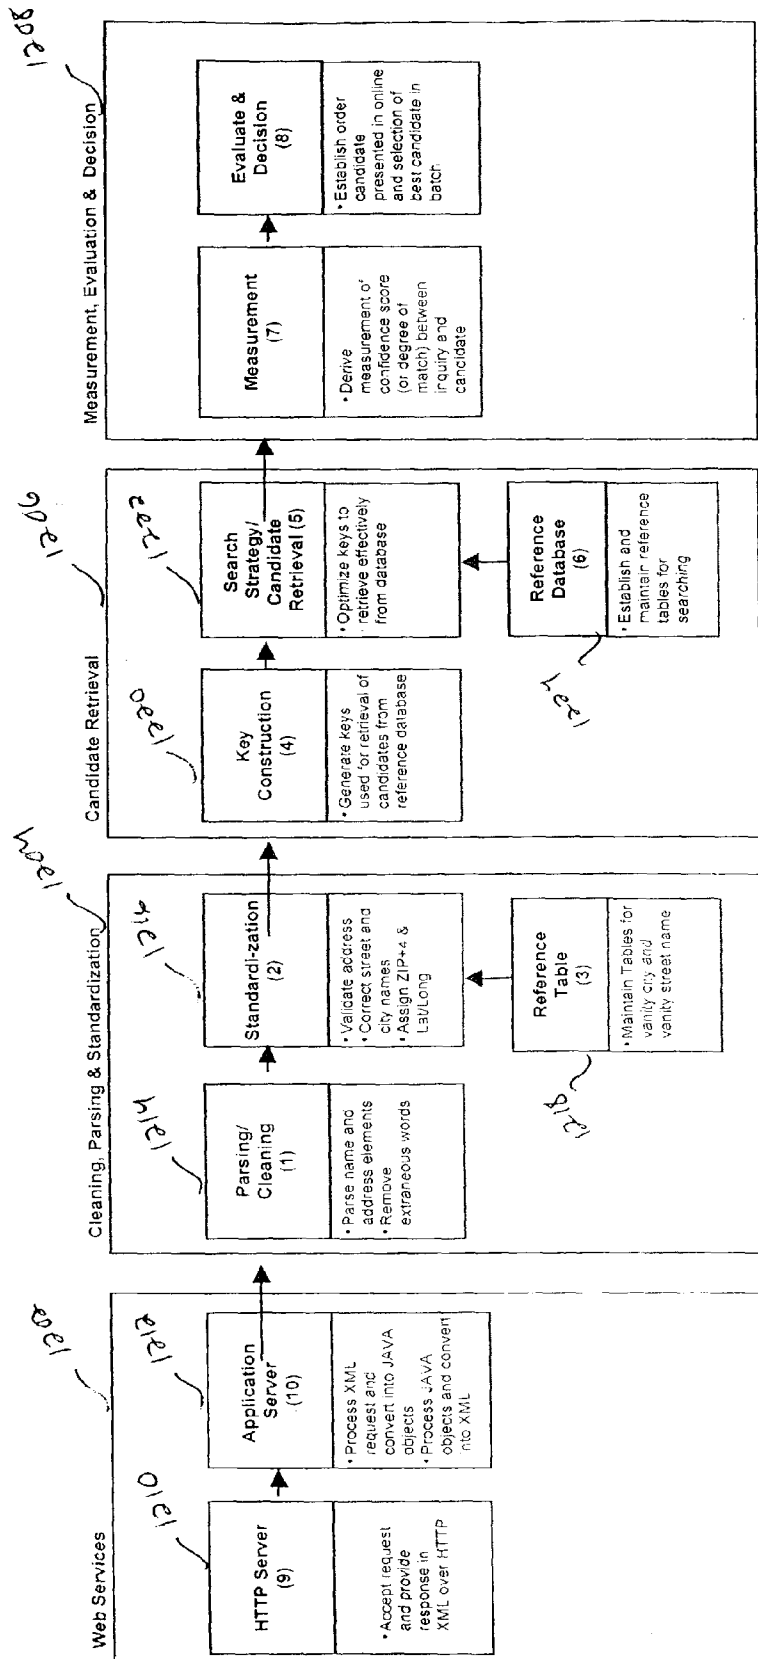 Web Services
1202
HTTP Server
(9)
1210
• Accept request
and provide
response in
XML over HTTP
Application
Server
(10)
1212
• Process XML
request and
convert into JAVA
objects
• Process JAVA
objects and convert
into XML
Cleaning, Parsing & Standardization
1204
Parsing/
Cleaning
(1)
1214
• Parse name and
address elements
• Remove
extraneous words
Standardi-zation
(2)
1216
• Validate address
• Correct street and
city names
• Assign ZIP+4 &
Lat/Long
Reference
Table
(3)
1218
• Maintain Tables for
vanity city and
vanity street name
Candidate Retrieval
1206
Key
Construction
(4)
1220
• Generate keys
used for retrieval of
candidates from
reference database
Search
Strategy/
Candidate
Retrieval (5)
1222
• Optimize keys to
retrieve effectively
from database
Reference
Database
(6)
1224
• Establish and
maintain reference
tables for
searching
Measurement, Evaluation & Decision
1208
Measurement
(7)
• Derive
measurement of
confidence score
(or degree of
match) between
inquiry and
candidate
Evaluate &
Decision
(8)
• Establish order
candidate
presented in online
and selection of
best candidate in
batch